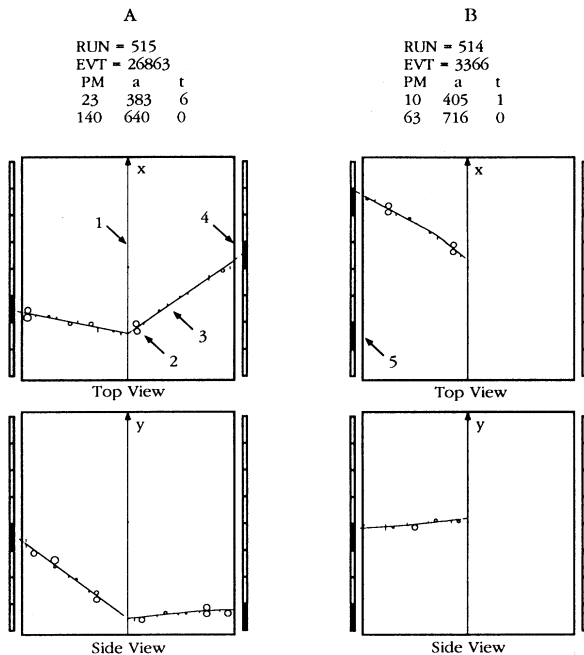 A
RUN = 515
EVT = 26863
PM a t
23 383 6
140 640 0
x
1
4
3
2
Top View
y
Side View
B
RUN = 514
EVT = 3366
PM a t
10 405 1
63 716 0
x
5
Top View
y
Side View